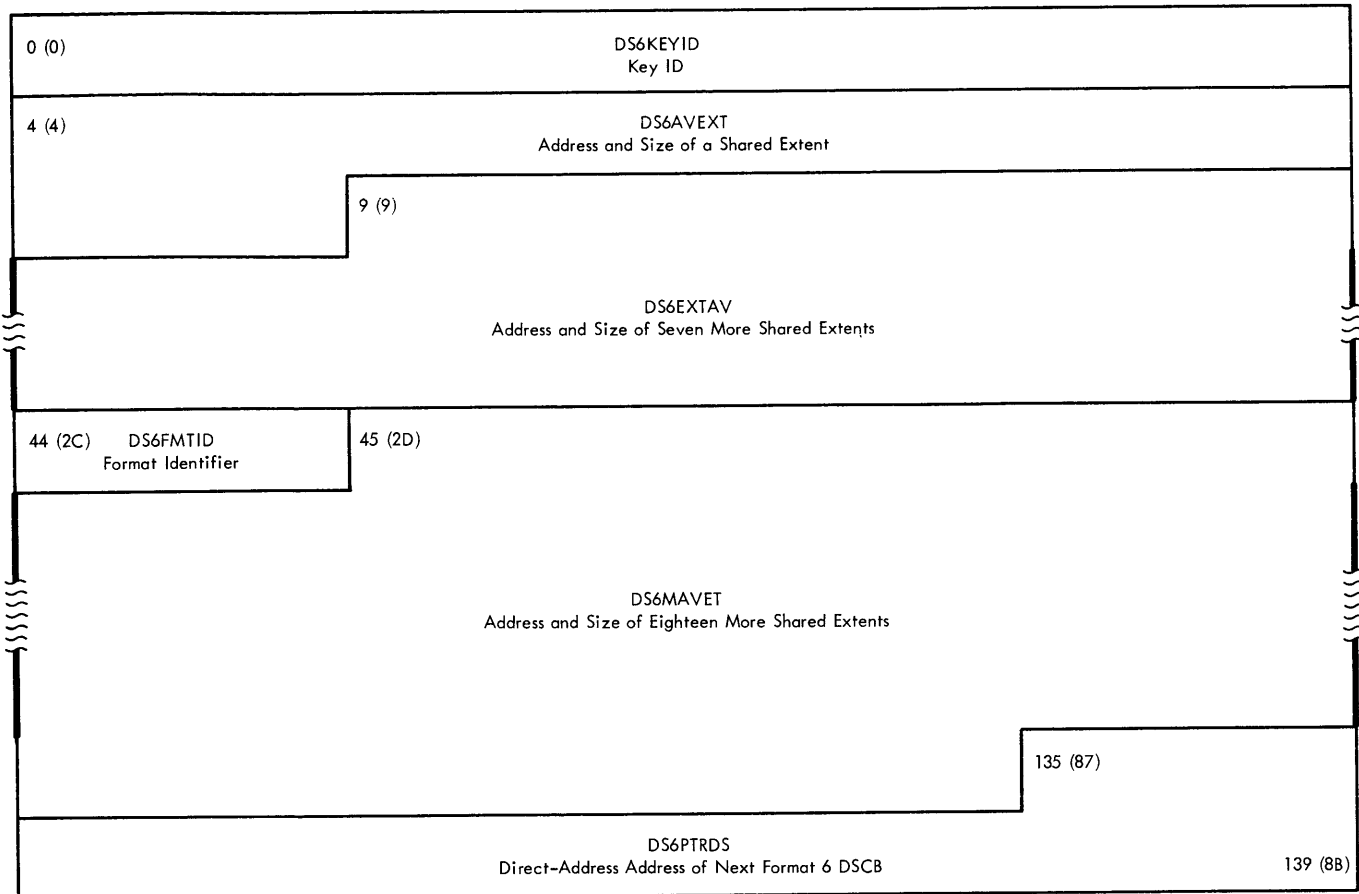 0 (0)
DS6KEYID
Key ID
4 (4)
DS6AVEXT
Address and Size of a Shared Extent
9 (9)
DS6EXTAV
Address and Size of Seven More Shared Extents
44 (2C) DS6FMTID
Format Identifier
45 (2D)
DS6MAVET
Address and Size of Eighteen More Shared Extents
135 (87)
DS6PTRDS
Direct-Address Address of Next Format 6 DSCB
139 (8B)